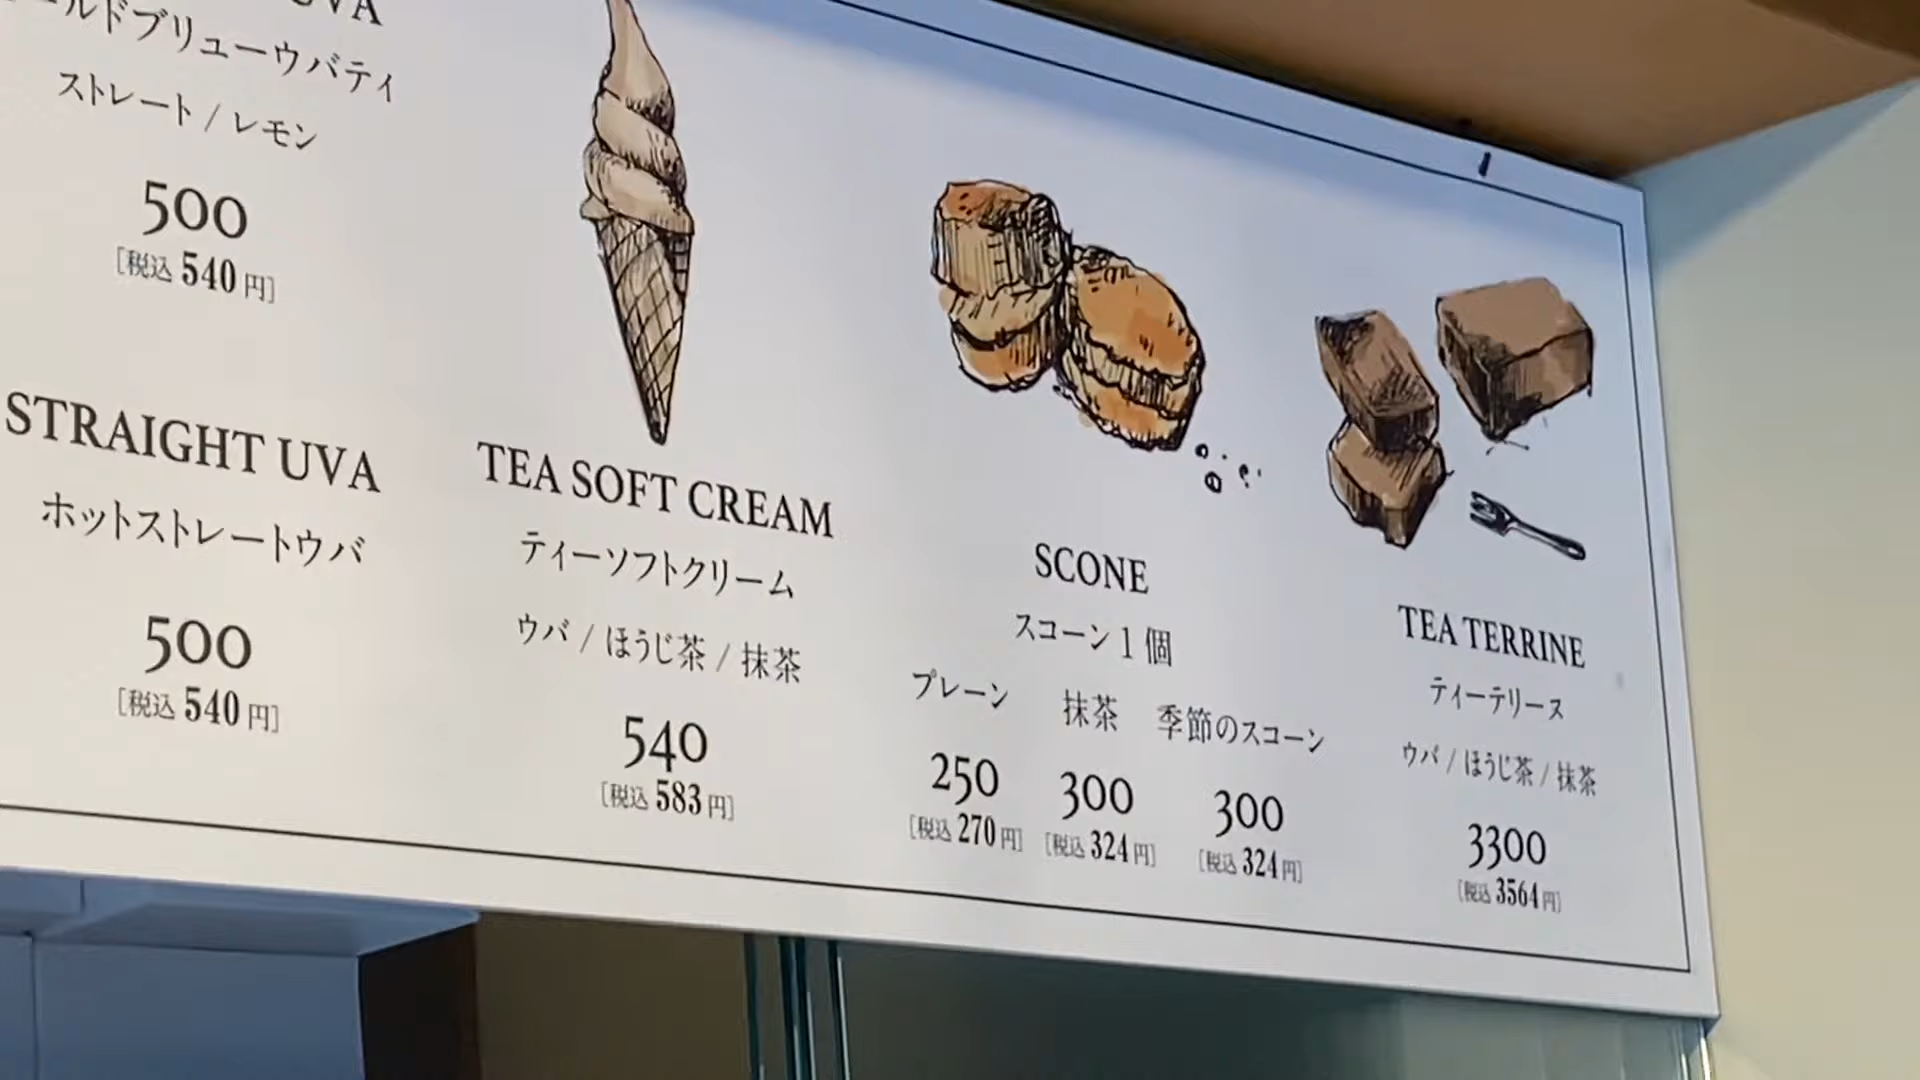 UVA
ールドブリューウバティ
ストレート / レモン
500
[税込 540 円]
STRAIGHT UVA
ホットストレートウバ
500
[税込 540 円]
TEA SOFT CREAM
ティーソフトクリーム
ウバ / ほうじ茶 / 抹茶
540
[税込 583 円]
SCONE
スコーン 1 個
プレーン 抹茶 季節のスコーン
250 300 300
[税込 270 円] [税込 324 円] [税込 324 円]
TEA TERRINE
ティーテリーヌ
ウバ / ほうじ茶 / 抹茶
3300
[税込 3564 円]